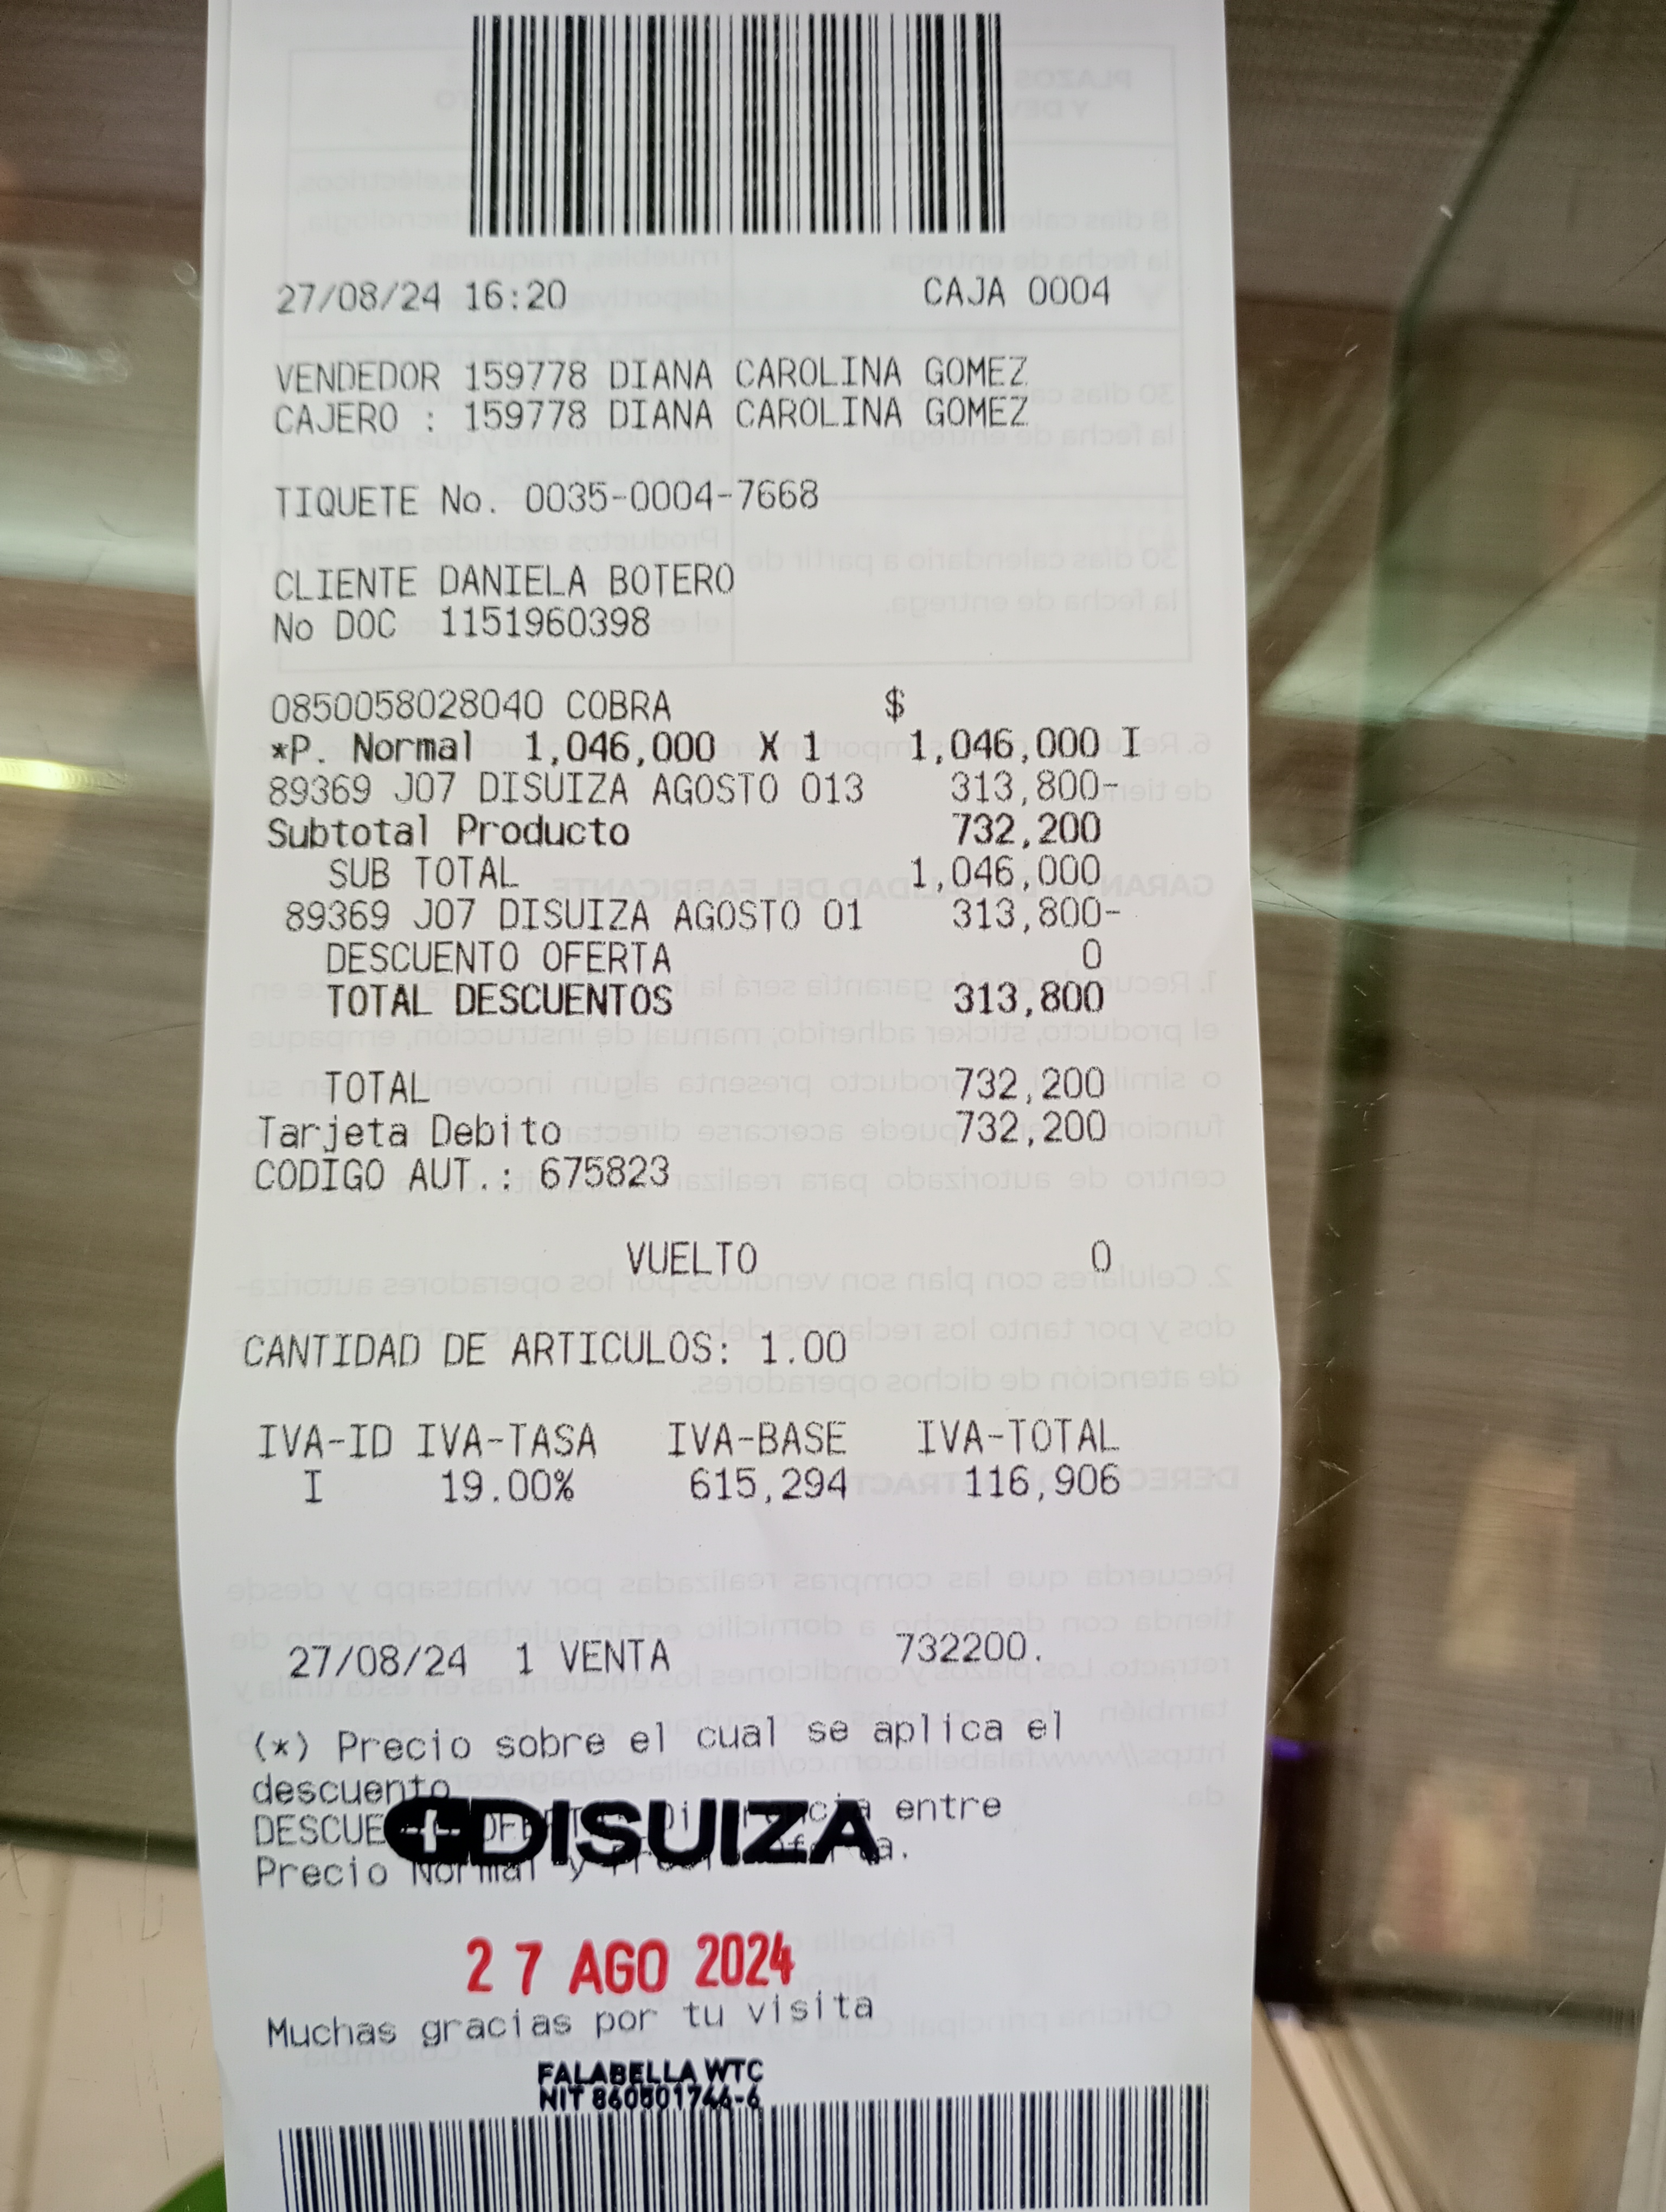 27/08/24 16:20 CAJA 0004
VENDEDOR 159778 DIANA CAROLINA GOMEZ
CAJERO : 159778 DIANA CAROLINA GOMEZ
TIQUETE No. 0035-0004-7668
CLIENTE DANIELA BOTERO
No DOC 1151960398
0850058028040 COBRA $
*P. Normal 1,046,000 X 1 1,046,000 I
89369 J07 DISUIZA AGOSTO 013 313,800-
Subtotal Producto 732,200
SUB TOTAL 1,046,000
89369 J07 DISUIZA AGOSTO 01 313,800-
DESCUENTO OFERTA 0
TOTAL DESCUENTOS 313,800
TOTAL 732,200
Tarjeta Debito 732,200
CODIGO AUT.: 675823
VUELTO 0
CANTIDAD DE ARTICULOS: 1.00
IVA-ID IVA-TASA IVA-BASE IVA-TOTAL
I 19.00% 615,294 116,906
27/08/24 1 VENTA 732200.
(*) Precio sobre el cual se aplica el
descuento
entre
DISUIZA
Precio Normal y
27 AGO 2024
Muchas gracias por tu visita
FALABELLA WTC
NIT 860501744-6